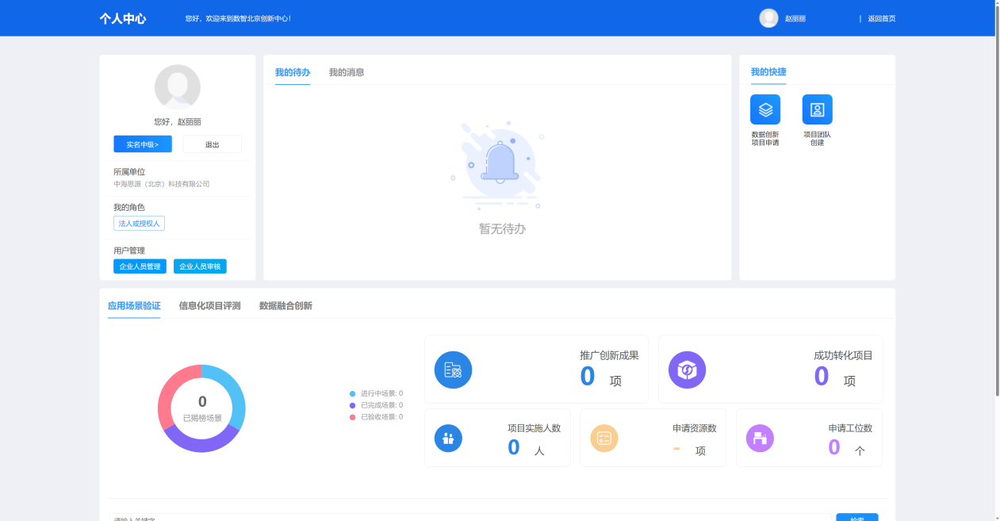 个人中心
您好，欢迎来到数智北京创新中心！
赵丽丽
| 返回首页
您好，赵丽丽
实名中级>
退出
所属单位
中海思源（北京）科技有限公司
我的角色
法人或授权人
用户管理
企业人员管理
企业人员审核
我的待办
我的消息
暂无待办
我的快捷
数据创新
项目申请
项目团队
创建
应用场景验证
信息化项目评测
数据融合创新
0
已揭榜场景
进行中场景: 0
已完成场景: 0
已验收场景: 0
推广创新成果
0 项
成功转化项目
0 项
项目实施人数
0 人
申请资源数
- 项
申请工位数
0 个
请输入关键字
检索